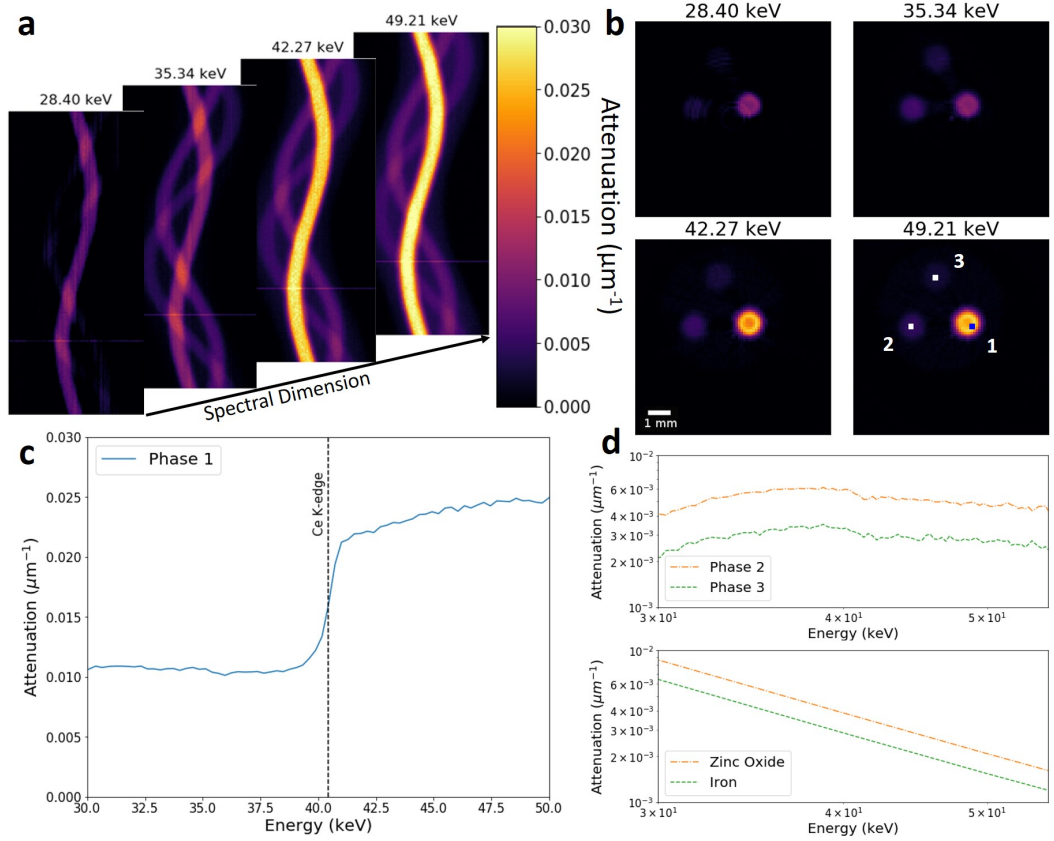 a
28.40 keV
35.34 keV
42.27 keV
49.21 keV
Spectral Dimension
0.030
0.025
0.020
0.015
0.010
0.005
0.000
Attenuation (μm⁻¹)
b
28.40 keV
35.34 keV
42.27 keV
49.21 keV
3
2
1
1 mm
c
0.030
0.025
0.020
0.015
0.010
0.005
0.000
Attenuation (μm⁻¹)
Phase 1
Ce K-edge
30.0 32.5 35.0 37.5 40.0 42.5 45.0 47.5 50.0
Energy (keV)
d
10⁻²
6 × 10⁻³
4 × 10⁻³
3 × 10⁻³
2 × 10⁻³
10⁻³
Attenuation (μm⁻¹)
Phase 2
Phase 3
3 × 10¹ 4 × 10¹ 5 × 10¹
Energy (keV)
10⁻²
6 × 10⁻³
4 × 10⁻³
3 × 10⁻³
2 × 10⁻³
10⁻³
Attenuation (μm⁻¹)
Zinc Oxide
Iron
3 × 10¹ 4 × 10¹ 5 × 10¹
Energy (keV)